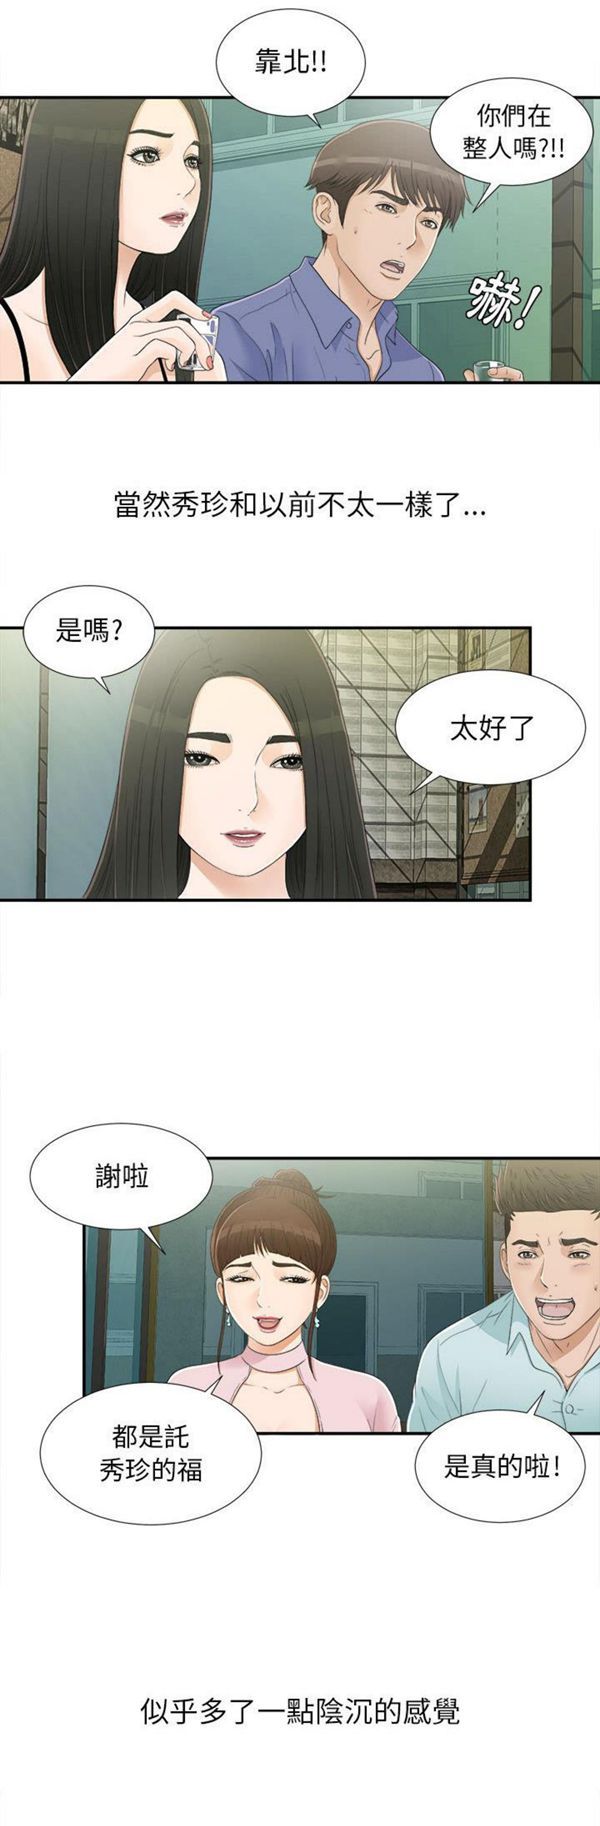 靠北!!
你們在
整人嗎?!!!
嚇!
當然秀珍和以前不太一樣了...
是嗎?
太好了
謝啦
都是託
秀珍的福
是真的啦!
似乎多了一點陰沉的感覺